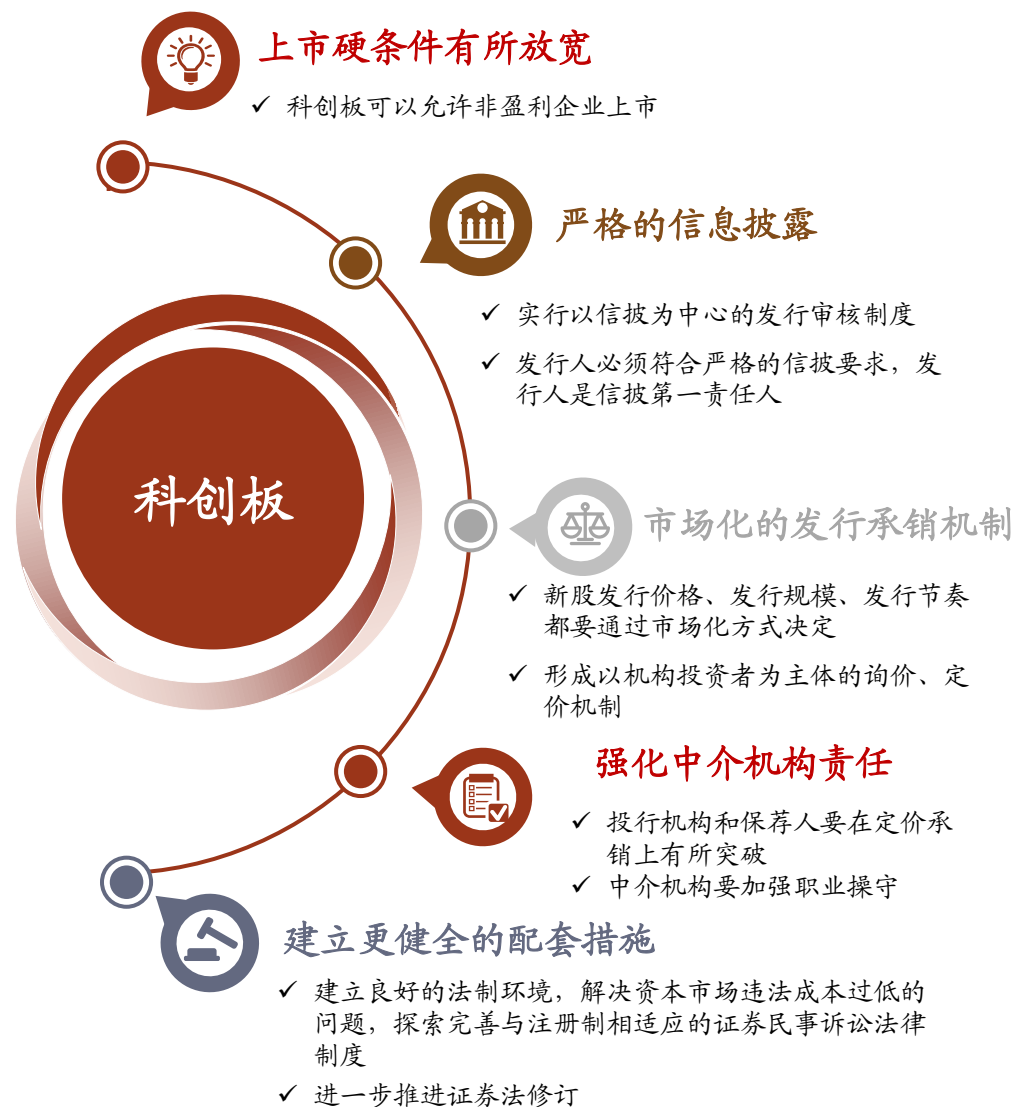 上市硬条件有所放宽
✓ 科创板可以允许非盈利企业上市
严格的信息披露
✓ 实行以信披为中心的发行审核制度
✓ 发行人必须符合严格的信披要求，发
行人是信披第一责任人
科创板
市场化的发行承销机制
✓ 新股发行价格、发行规模、发行节奏
都要通过市场化方式决定
✓ 形成以机构投资者为主体的询价、定
价机制
强化中介机构责任
✓ 投行机构和保荐人要在定价承
销上有所突破
✓ 中介机构要加强职业操守
建立更健全的配套措施
✓ 建立良好的法制环境，解决资本市场违法成本过低的
问题，探索完善与注册制相适应的证券民事诉讼法律
制度
✓ 进一步推进证券法修订